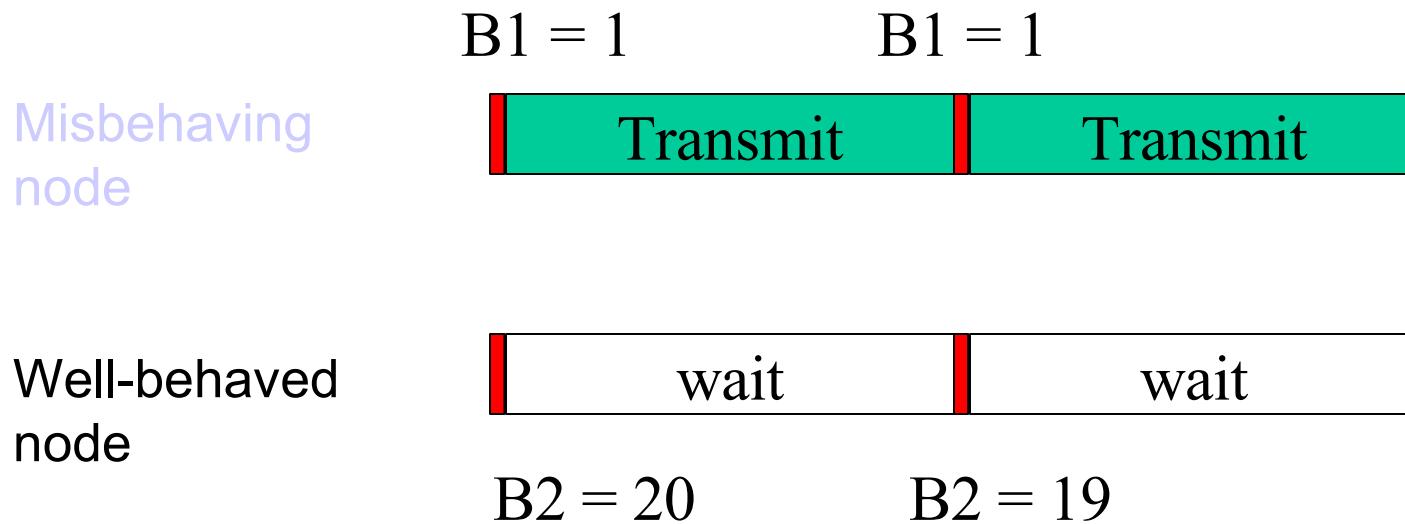 B1 = 1 B1 = 1
Misbehaving
node
Transmit Transmit
Well-behaved
node
wait wait
B2 = 20 B2 = 19